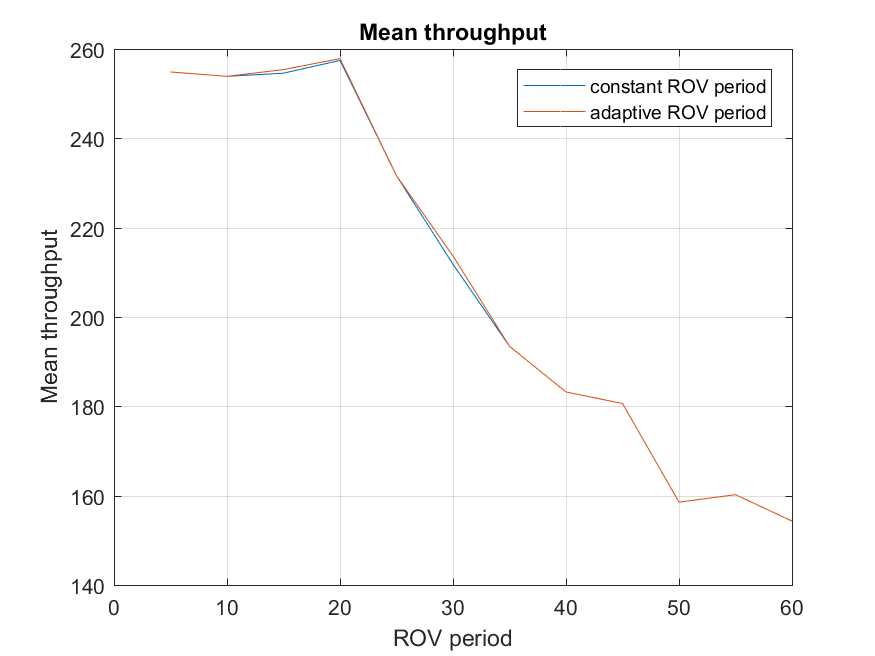 Mean throughput
260
240
220
200
180
160
140
Mean throughput
constant ROV period
adaptive ROV period
0 10 20 30 40 50 60
ROV period